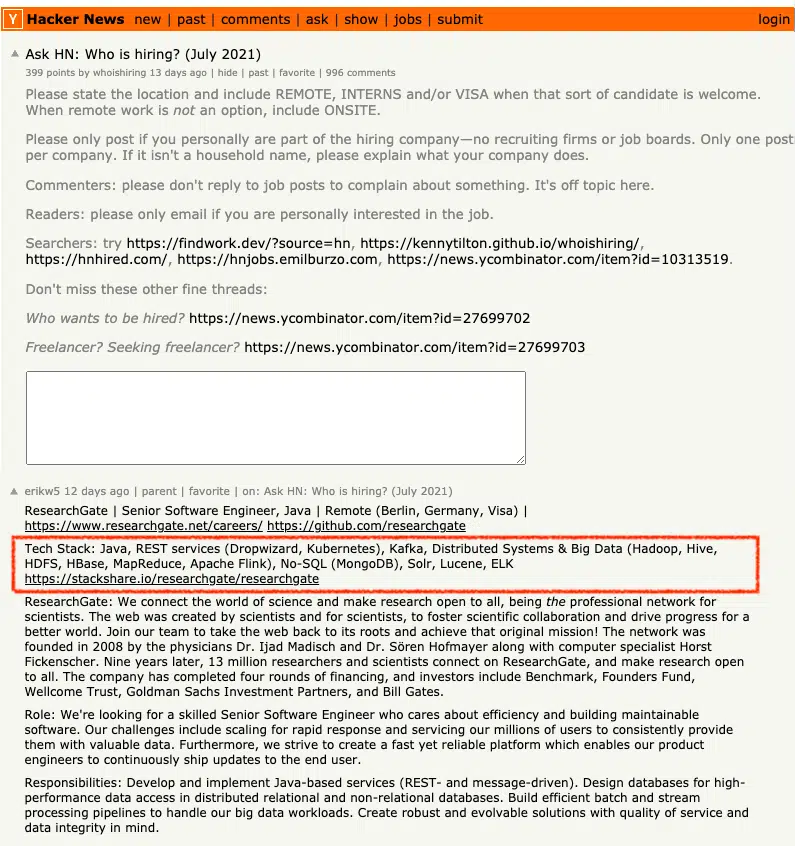 Y Hacker News new | past | comments | ask | show | jobs | submit login
Ask HN: Who is hiring? (July 2021)
399 points by whoishiring 13 days ago | hide | past | favorite | 996 comments
Please state the location and include REMOTE, INTERNS and/or VISA when that sort of candidate is welcome.
When remote work is not an option, include ONSITE.
Please only post if you personally are part of the hiring company—no recruiting firms or job boards. Only one post
per company. If it isn't a household name, please explain what your company does.
Commenters: please don't reply to job posts to complain about something. It's off topic here.
Readers: please only email if you are personally interested in the job.
Searchers: try https://findwork.dev/?source=hn, https://kennytilton.github.io/whoishiring/,
https://hnhired.com/, https://hnjobs.emilburzo.com, https://news.ycombinator.com/item?id=10313519.
Don't miss these other fine threads:
Who wants to be hired? https://news.ycombinator.com/item?id=27699702
Freelancer? Seeking freelancer? https://news.ycombinator.com/item?id=27699703
erikw5 12 days ago | parent | favorite | on: Ask HN: Who is hiring? (July 2021)
ResearchGate | Senior Software Engineer, Java | Remote (Berlin, Germany, Visa) |
https://www.researchgate.net/careers/ https://github.com/researchgate
Tech Stack: Java, REST services (Dropwizard, Kubernetes), Kafka, Distributed Systems & Big Data (Hadoop, Hive,
HDFS, HBase, MapReduce, Apache Flink), No-SQL (MongoDB), Solr, Lucene, ELK
https://stackshare.io/researchgate/researchgate
ResearchGate: We connect the world of science and make research open to all, being the professional network for
scientists. The web was created by scientists and for scientists, to foster scientific collaboration and drive progress for a
better world. Join our team to take the web back to its roots and achieve that original mission! The network was
founded in 2008 by the physicians Dr. Ijad Madisch and Dr. Sören Hofmayer along with computer specialist Horst
Fickenscher. Nine years later, 13 million researchers and scientists connect on ResearchGate, and make research open
to all. The company has completed four rounds of financing, and investors include Benchmark, Founders Fund,
Wellcome Trust, Goldman Sachs Investment Partners, and Bill Gates.
Role: We're looking for a skilled Senior Software Engineer who cares about efficiency and building maintainable
software. Our challenges include scaling for rapid response and servicing our millions of users to consistently provide
them with valuable data. Furthermore, we strive to create a fast yet reliable platform which enables our product
engineers to continuously ship updates to the end user.
Responsibilities: Develop and implement Java-based services (REST- and message-driven). Design databases for high-
performance data access in distributed relational and non-relational databases. Build efficient batch and stream
processing pipelines to handle our big data workloads. Create robust and evolvable solutions with quality of service and
data integrity in mind.